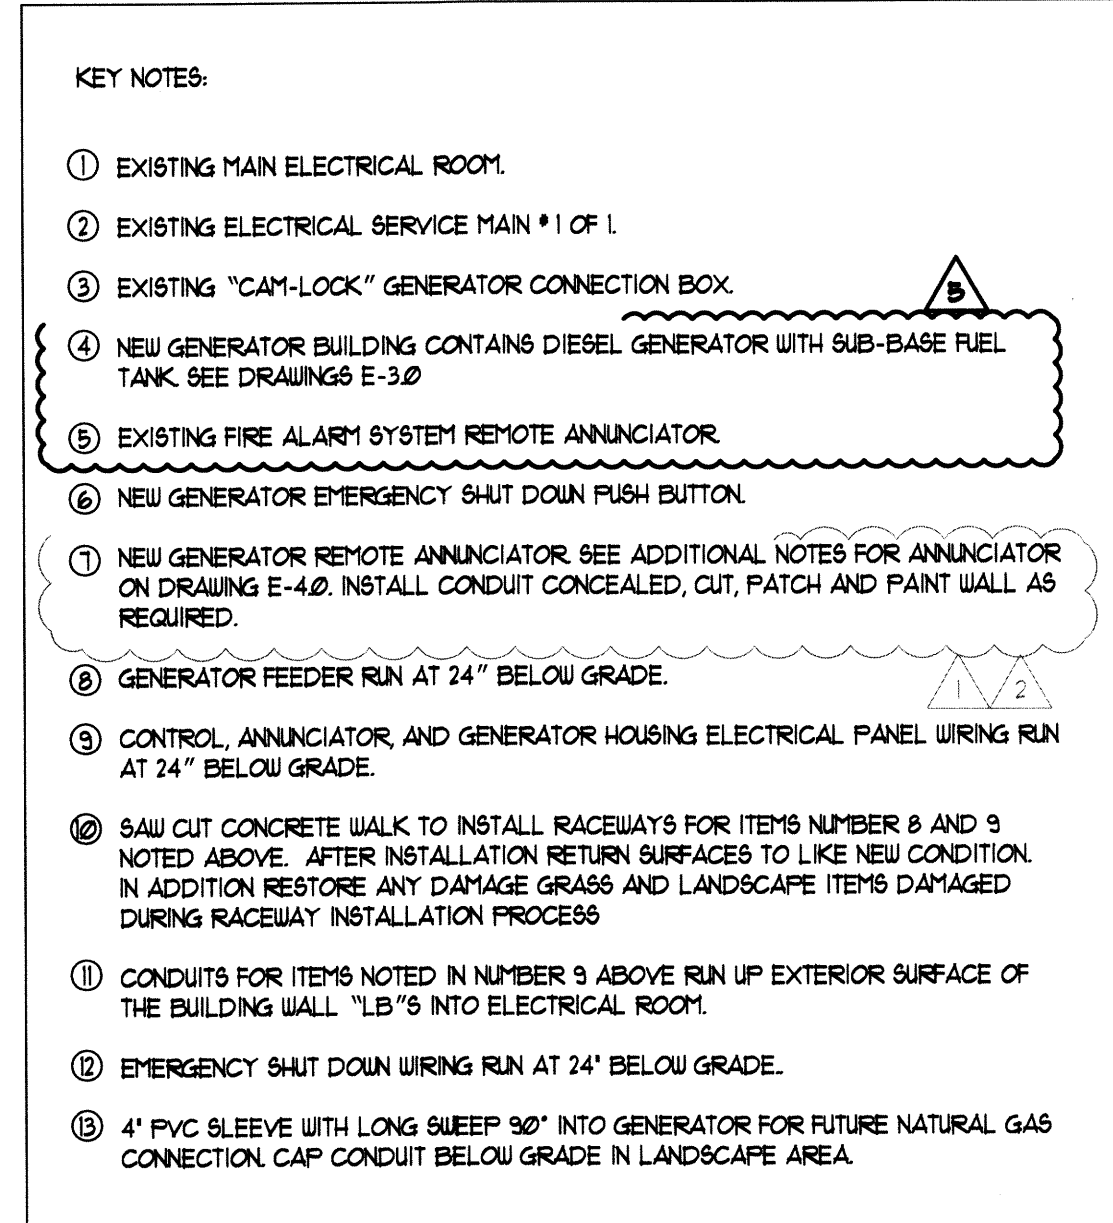 KEY NOTES:
① EXISTING MAIN ELECTRICAL ROOM.
② EXISTING ELECTRICAL SERVICE MAIN #1 OF 1.
③ EXISTING "CAM-LOCK" GENERATOR CONNECTION BOX.
3
④ NEW GENERATOR BUILDING CONTAINS DIESEL GENERATOR WITH SUB-BASE FUEL
TANK. SEE DRAWINGS E-3.0
⑤ EXISTING FIRE ALARM SYSTEM REMOTE ANNUNCIATOR.
⑥ NEW GENERATOR EMERGENCY SHUT DOWN PUSH BUTTON.
⑦ NEW GENERATOR REMOTE ANNUNCIATOR. SEE ADDITIONAL NOTES FOR ANNUNCIATOR
ON DRAWING E-4.0. INSTALL CONDUIT CONCEALED, CUT, PATCH AND PAINT WALL AS
REQUIRED.
⑧ GENERATOR FEEDER RUN AT 24" BELOW GRADE.
1 2
⑨ CONTROL, ANNUNCIATOR, AND GENERATOR HOUSING ELECTRICAL PANEL WIRING RUN
AT 24" BELOW GRADE.
⑩ SAW CUT CONCRETE WALK TO INSTALL RACEWAYS FOR ITEMS NUMBER 8 AND 9
NOTED ABOVE. AFTER INSTALLATION RETURN SURFACES TO LIKE NEW CONDITION.
IN ADDITION RESTORE ANY DAMAGE GRASS AND LANDSCAPE ITEMS DAMAGED
DURING RACEWAY INSTALLATION PROCESS
⑪ CONDUITS FOR ITEMS NOTED IN NUMBER 9 ABOVE RUN UP EXTERIOR SURFACE OF
THE BUILDING WALL "LB"S INTO ELECTRICAL ROOM.
⑫ EMERGENCY SHUT DOWN WIRING RUN AT 24" BELOW GRADE.
⑬ 4" PVC SLEEVE WITH LONG SWEEP 90° INTO GENERATOR FOR FUTURE NATURAL GAS
CONNECTION. CAP CONDUIT BELOW GRADE IN LANDSCAPE AREA.